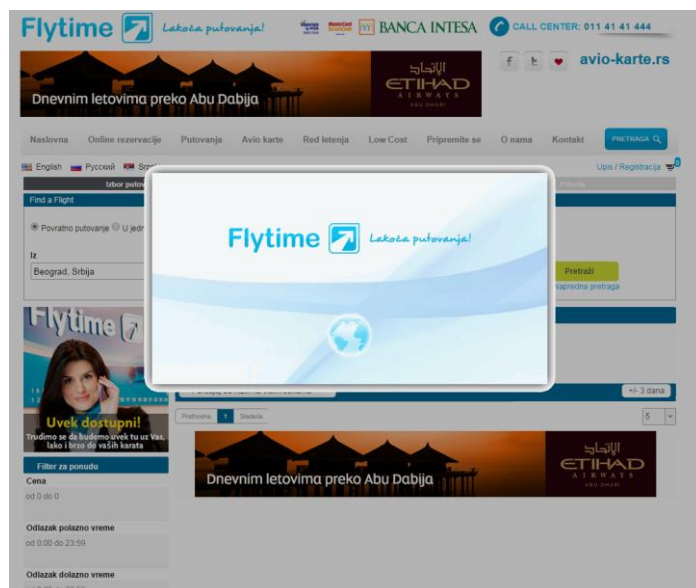 Flytime Lakoća putovanja!
BANCA INTESA
CALL CENTER: 011 41 41 444
Dnevnim letovima preko Abu Dabija
الإتحاد
ETIHAD
AIRWAYS
ABU DHABI
avio-karte.rs
Naslovna Online rezervacije Putovanja Avio karte Red letenja Low Cost Pripremite se O nama Kontakt PRETRAGA
English Русский
Upis / Registracija 0
Izbor
Find a Flight
Povratno putovanje
Iz
Beograd, Srbija
Pretraži
Napredna pretraga
Flytime Lakoća putovanja!
Flytime
Uvek dostupni!
Trudimo se da budemo uvek tu uz Vas,
lako i brzo do vaših karata
+/- 3 dana
Prethodna 1 Sledeća
5
Filter za ponudu
Cena
od 0 do 0
Odlazak polazno vreme
od 0:00 do 23:59
Odlazak dolazno vreme
Dnevnim letovima preko Abu Dabija
الإتحاد
ETIHAD
AIRWAYS
ABU DHABI